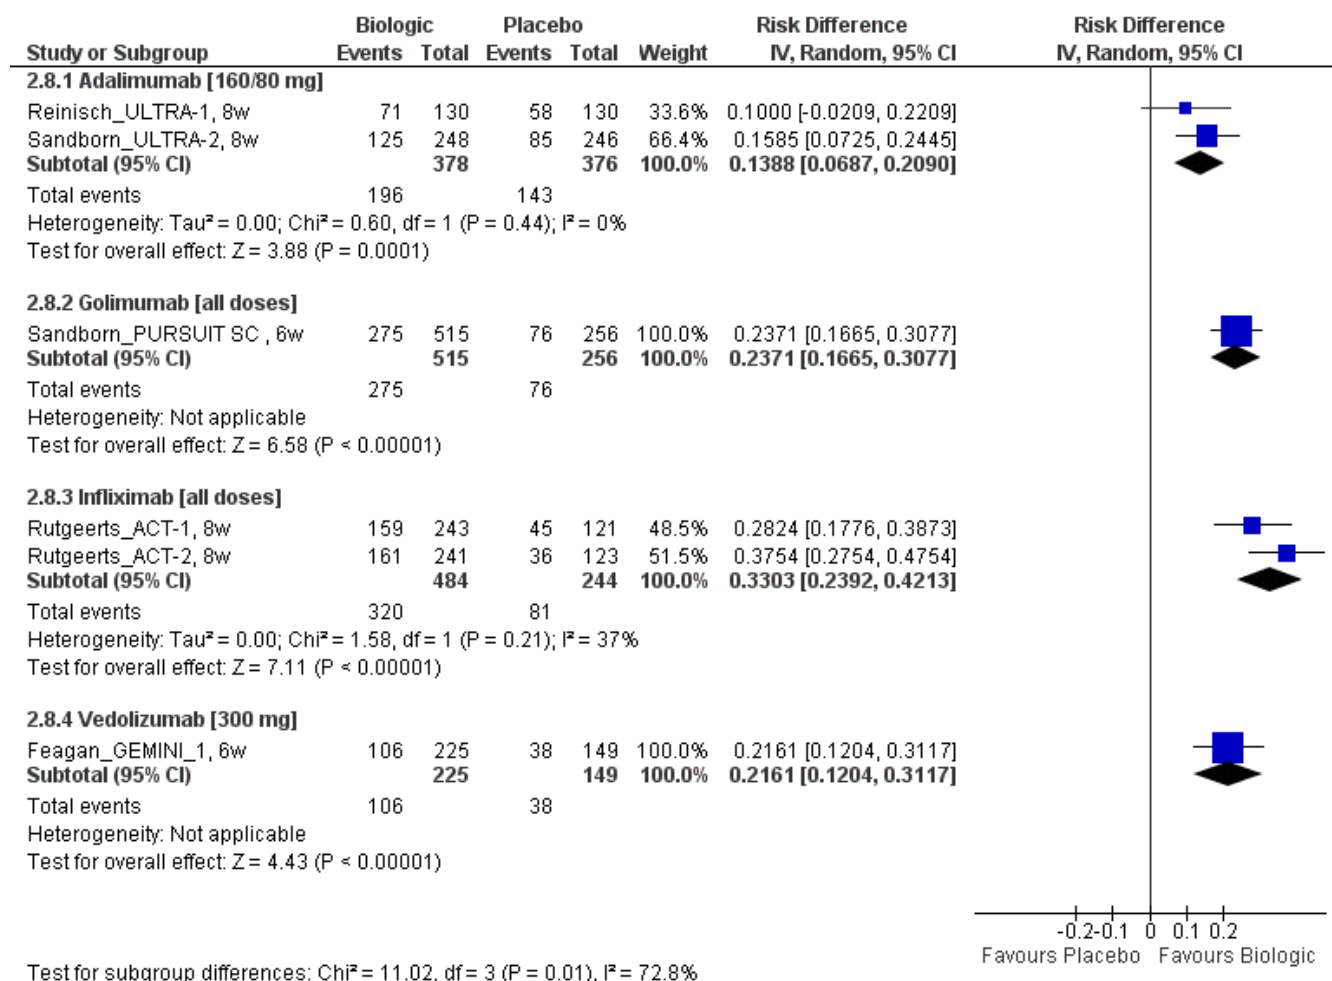 Biologic Placebo Risk Difference Risk Difference
Study or Subgroup Events Total Events Total Weight IV, Random, 95% CI IV, Random, 95% CI
2.8.1 Adalimumab [160/80 mg]
Reinisch_ULTRA-1, 8w 71 130 58 130 33.6% 0.1000 [-0.0209, 0.2209]
Sandborn_ULTRA-2, 8w 125 248 85 246 66.4% 0.1585 [0.0725, 0.2445]
Subtotal (95% CI) 378 376 100.0% 0.1388 [0.0687, 0.2090]
Total events 196 143
Heterogeneity: Tau² = 0.00; Chi² = 0.60, df = 1 (P = 0.44); I² = 0%
Test for overall effect: Z = 3.88 (P = 0.0001)
2.8.2 Golimumab [all doses]
Sandborn_PURSUIT SC , 6w 275 515 76 256 100.0% 0.2371 [0.1665, 0.3077]
Subtotal (95% CI) 515 256 100.0% 0.2371 [0.1665, 0.3077]
Total events 275 76
Heterogeneity: Not applicable
Test for overall effect: Z = 6.58 (P < 0.00001)
2.8.3 Infliximab [all doses]
Rutgeerts_ACT-1, 8w 159 243 45 121 48.5% 0.2824 [0.1776, 0.3873]
Rutgeerts_ACT-2, 8w 161 241 36 123 51.5% 0.3754 [0.2754, 0.4754]
Subtotal (95% CI) 484 244 100.0% 0.3303 [0.2392, 0.4213]
Total events 320 81
Heterogeneity: Tau² = 0.00; Chi² = 1.58, df = 1 (P = 0.21); I² = 37%
Test for overall effect: Z = 7.11 (P < 0.00001)
2.8.4 Vedolizumab [300 mg]
Feagan_GEMINI_1, 6w 106 225 38 149 100.0% 0.2161 [0.1204, 0.3117]
Subtotal (95% CI) 225 149 100.0% 0.2161 [0.1204, 0.3117]
Total events 106 38
Heterogeneity: Not applicable
Test for overall effect: Z = 4.43 (P < 0.00001)
-0.2 -0.1 0 0.1 0.2
Favours Placebo Favours Biologic
Test for subgroup differences: Chi² = 11.02, df = 3 (P = 0.01), I² = 72.8%